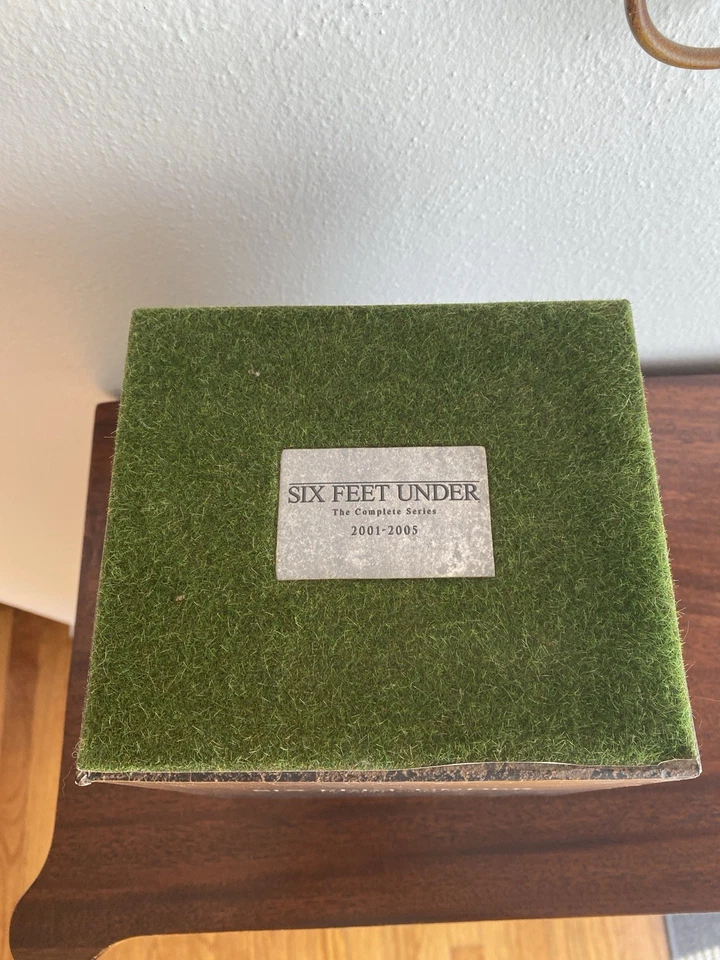 SIX FEET UNDER
The Complete Series
2001-2005